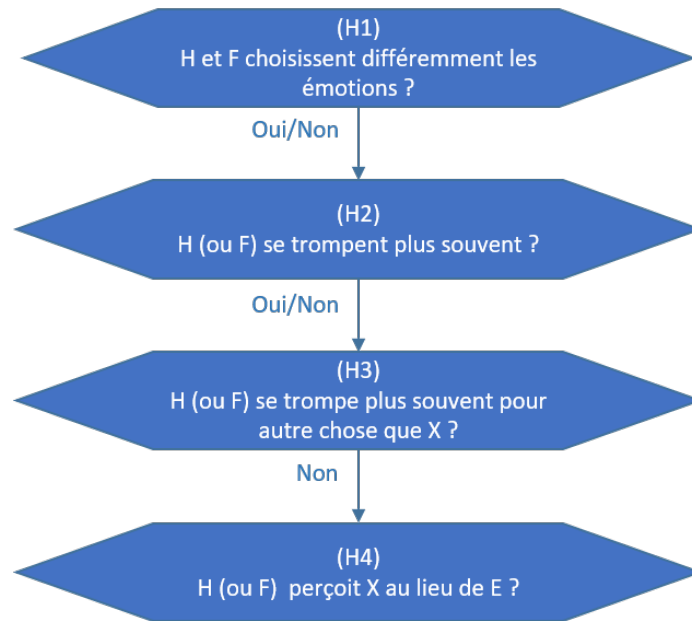 (H1)
H et F choisissent différemment les
émotions ?
Oui/Non
(H2)
H (ou F) se trompent plus souvent ?
Oui/Non
(H3)
H (ou F) se trompe plus souvent pour
autre chose que X ?
Non
(H4)
H (ou F)  perçoit X au lieu de E ?